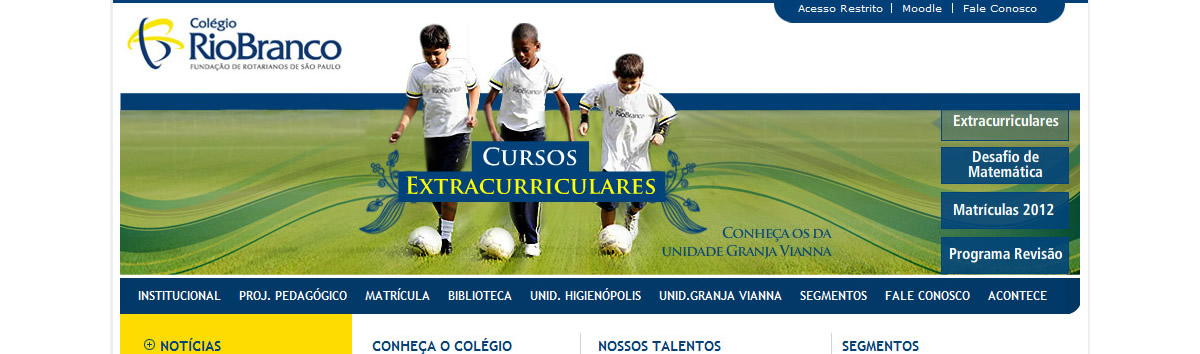 Acesso Restrito | Moodle | Fale Conosco
Colégio
RioBranco
FUNDAÇÃO DE ROTARIANOS DE SÃO PAULO
RioBranco
RioBranco
RioBranco
Extracurriculares
Desafio de
Matemática
Matrículas 2012
Programa Revisão
CURSOS
EXTRACURRICULARES
CONHEÇA OS DA
UNIDADE GRANJA VIANNA
INSTITUCIONAL PROJ. PEDAGÓGICO MATRÍCULA BIBLIOTECA UNID. HIGIENÓPOLIS UNID.GRANJA VIANNA SEGMENTOS FALE CONOSCO ACONTECE
NOTÍCIAS CONHEÇA O COLÉGIO NOSSOS TALENTOS SEGMENTOS